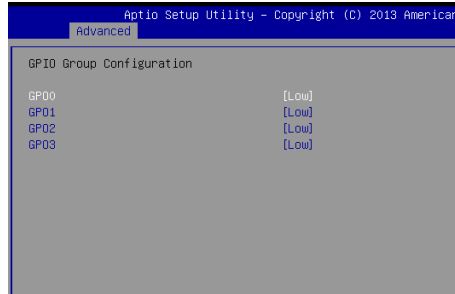 Aptio Setup Utility – Copyright (C) 2013 American
Advanced
GPIO Group Configuration
GPO0 [Low]
GPO1 [Low]
GPO2 [Low]
GPO3 [Low]